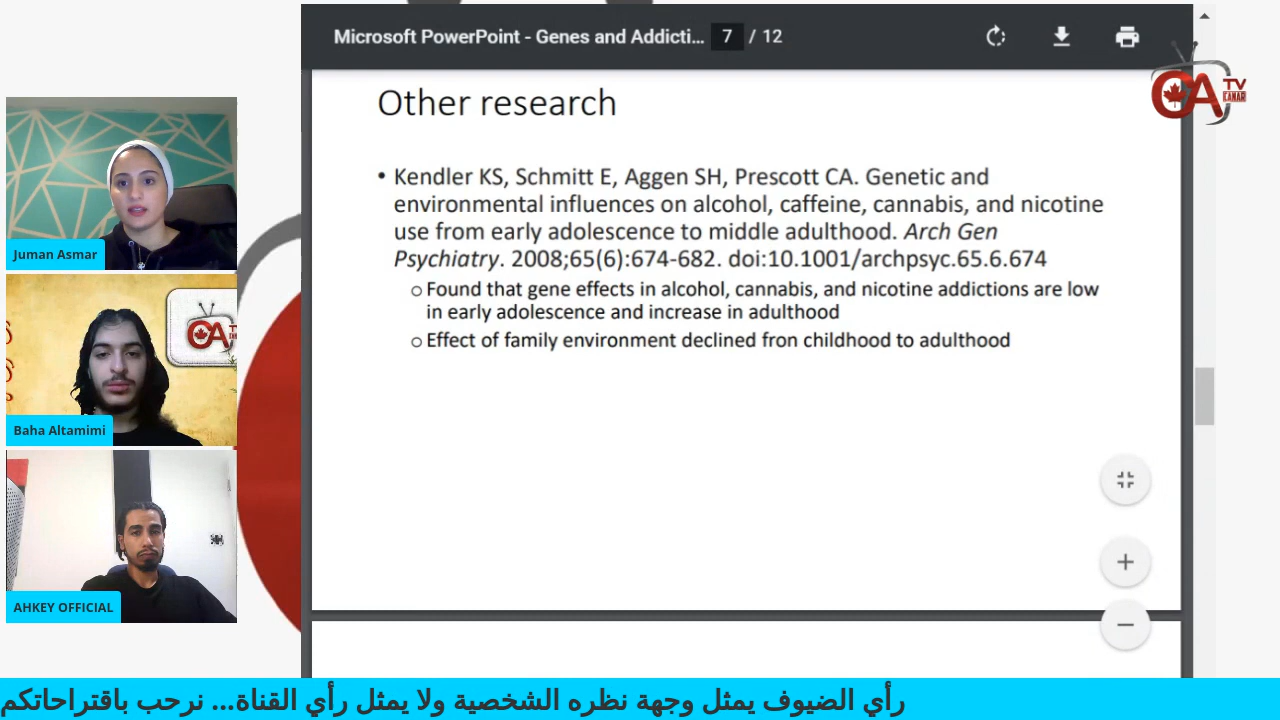 Microsoft PowerPoint - Genes and Addicti... 7 / 12
CA TV
CANAR
Other research
• Kendler KS, Schmitt E, Aggen SH, Prescott CA. Genetic and
environmental influences on alcohol, caffeine, cannabis, and nicotine
use from early adolescence to middle adulthood. Arch Gen
Psychiatry. 2008;65(6):674-682. doi:10.1001/archpsyc.65.6.674
o Found that gene effects in alcohol, cannabis, and nicotine addictions are low
in early adolescence and increase in adulthood
o Effect of family environment declined fron childhood to adulthood
Juman Asmar
CA
Baha Altamimi
AHKEY OFFICIAL
رأي الضيوف يمثل وجهة نظره الشخصية ولا يمثل رأي القناة... نرحب باقتراحاتكم